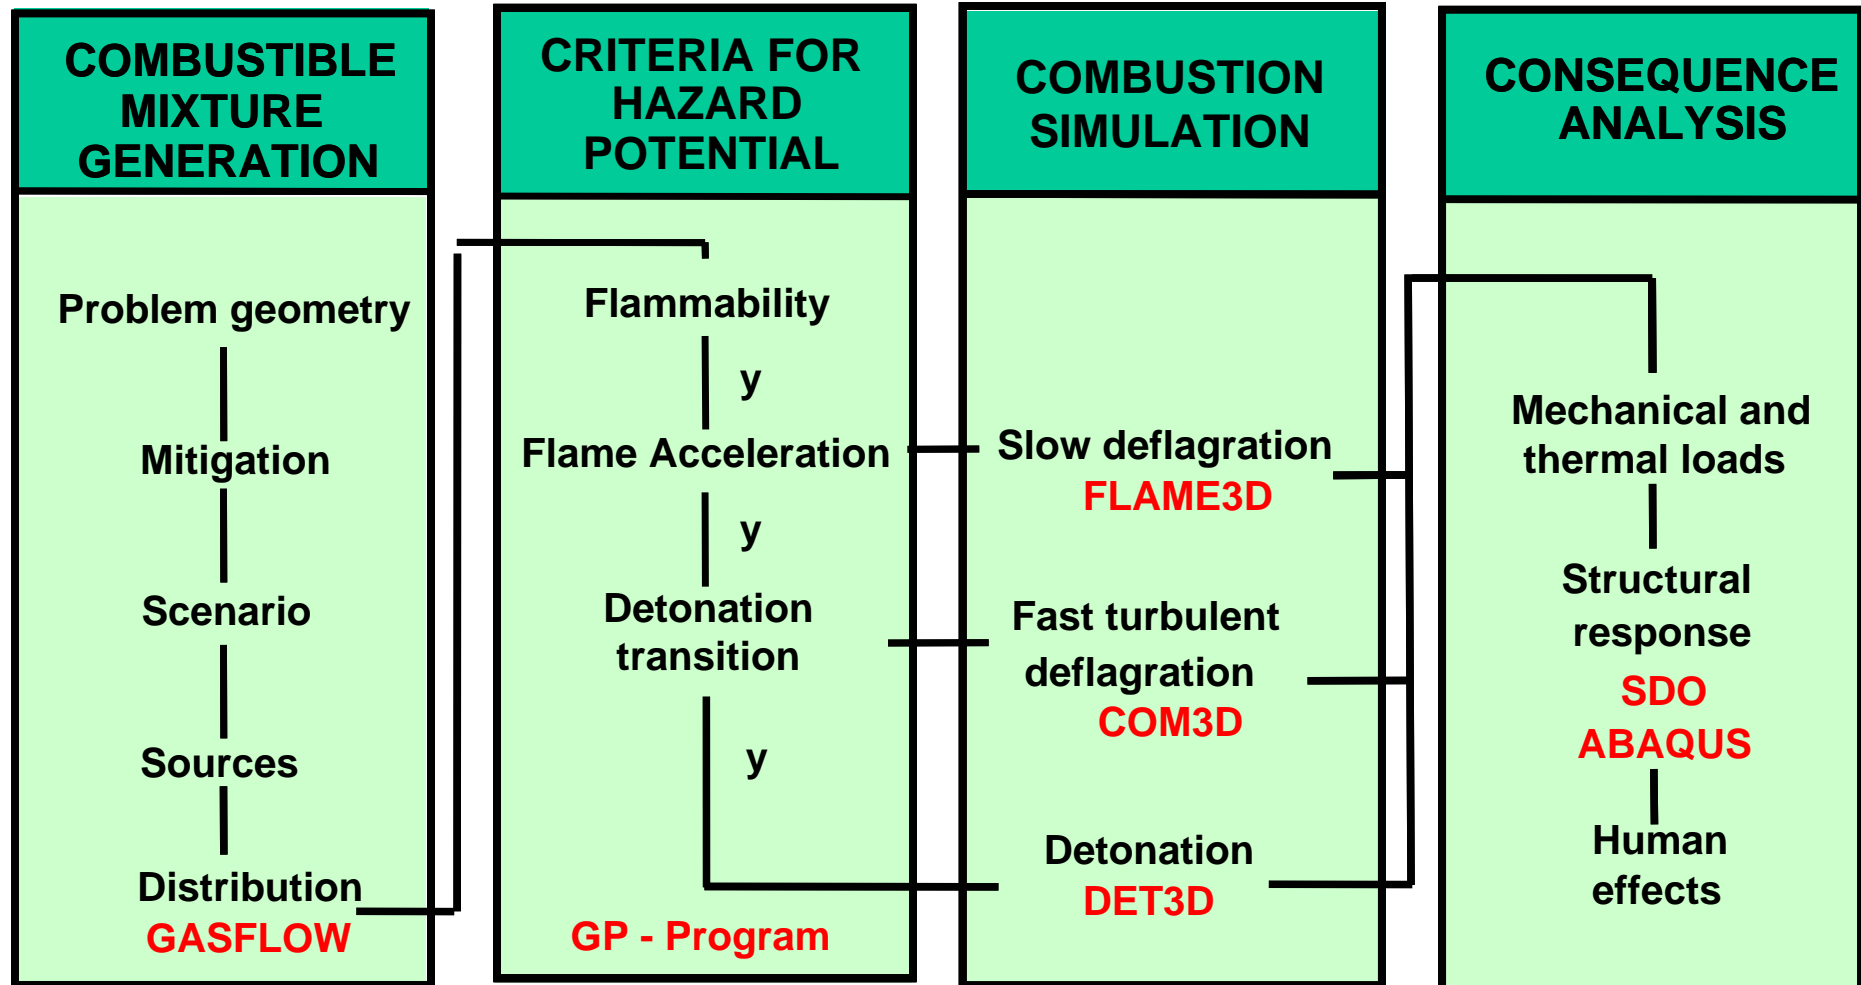 COMBUSTIBLE
MIXTURE
GENERATION
Problem geometry
Mitigation
Scenario
Sources
Distribution
GASFLOW
CRITERIA FOR
HAZARD
POTENTIAL
Flammability
y
Flame Acceleration
y
Detonation
transition
y
GP - Program
COMBUSTION
SIMULATION
Slow deflagration
FLAME3D
Fast turbulent
deflagration
COM3D
Detonation
DET3D
CONSEQUENCE
ANALYSIS
Mechanical and
thermal loads
Structural
response
SDO
ABAQUS
Human
effects